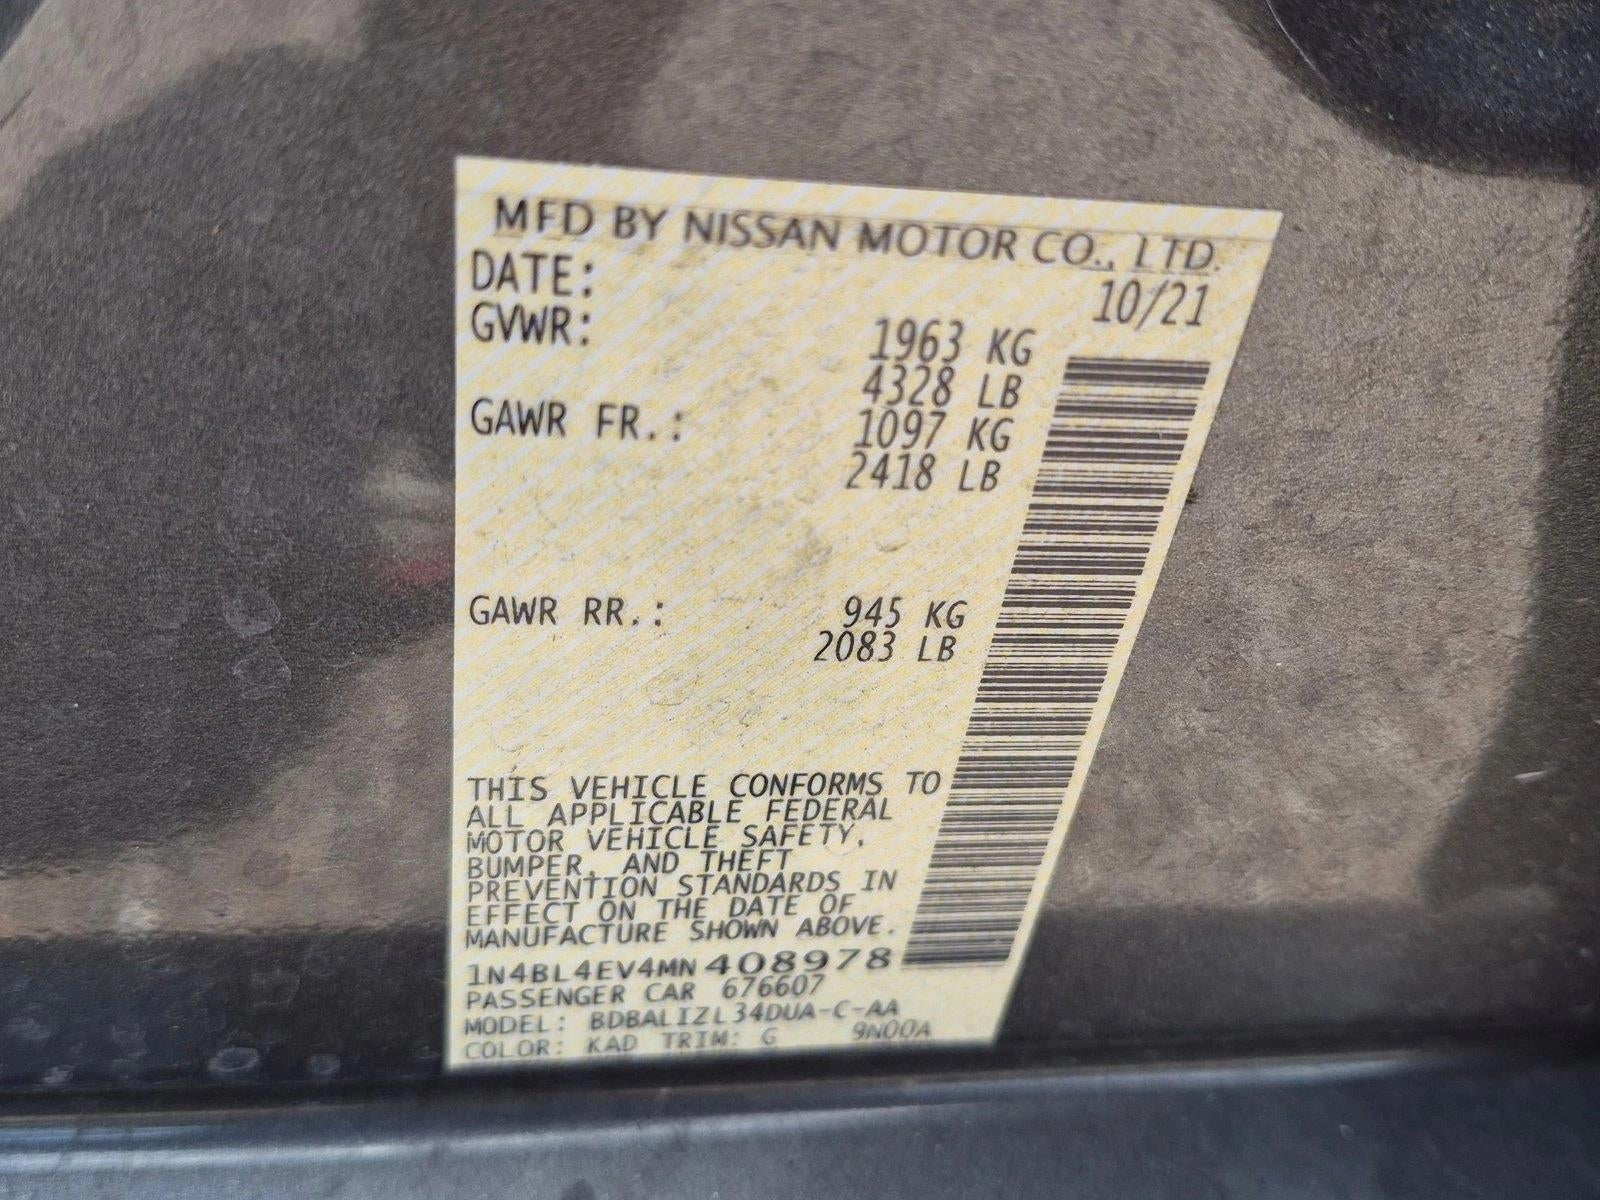 MFD BY NISSAN MOTOR CO., LTD.
DATE: 10/21
GVWR: 1963 KG
4328 LB
GAWR FR.: 1097 KG
2418 LB
GAWR RR.: 945 KG
2083 LB
THIS VEHICLE CONFORMS TO
ALL APPLICABLE FEDERAL
MOTOR VEHICLE SAFETY,
BUMPER, AND THEFT
PREVENTION STANDARDS IN
EFFECT ON THE DATE OF
MANUFACTURE SHOWN ABOVE.
1N4BL4EV4MN408978
PASSENGER CAR 676607
MODEL: BDBALIZL34DUA-C-AA
COLOR: KAD TRIM: G 9N00A